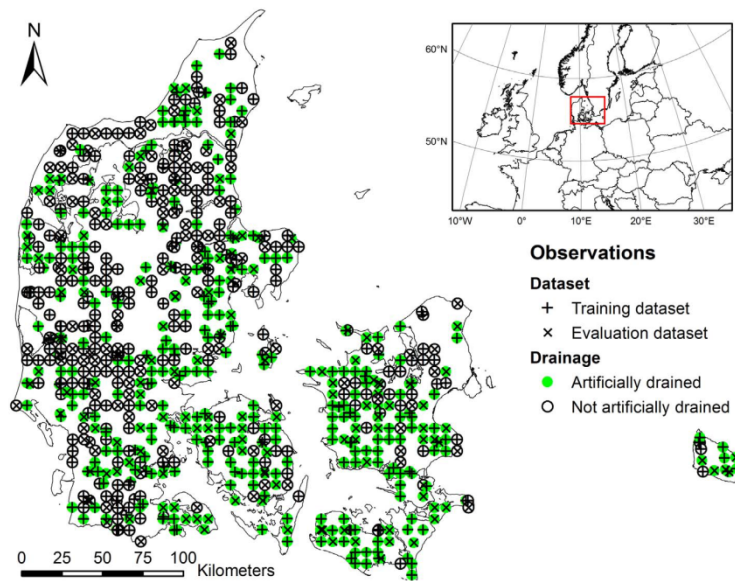 N
60°N
50°N
10°W
0°
10°E
20°E
30°E
35°E
Observations
Dataset
Training dataset
Evaluation dataset
Drainage
Artificially drained
Not artificially drained
0 25 50 75 100
Kilometers